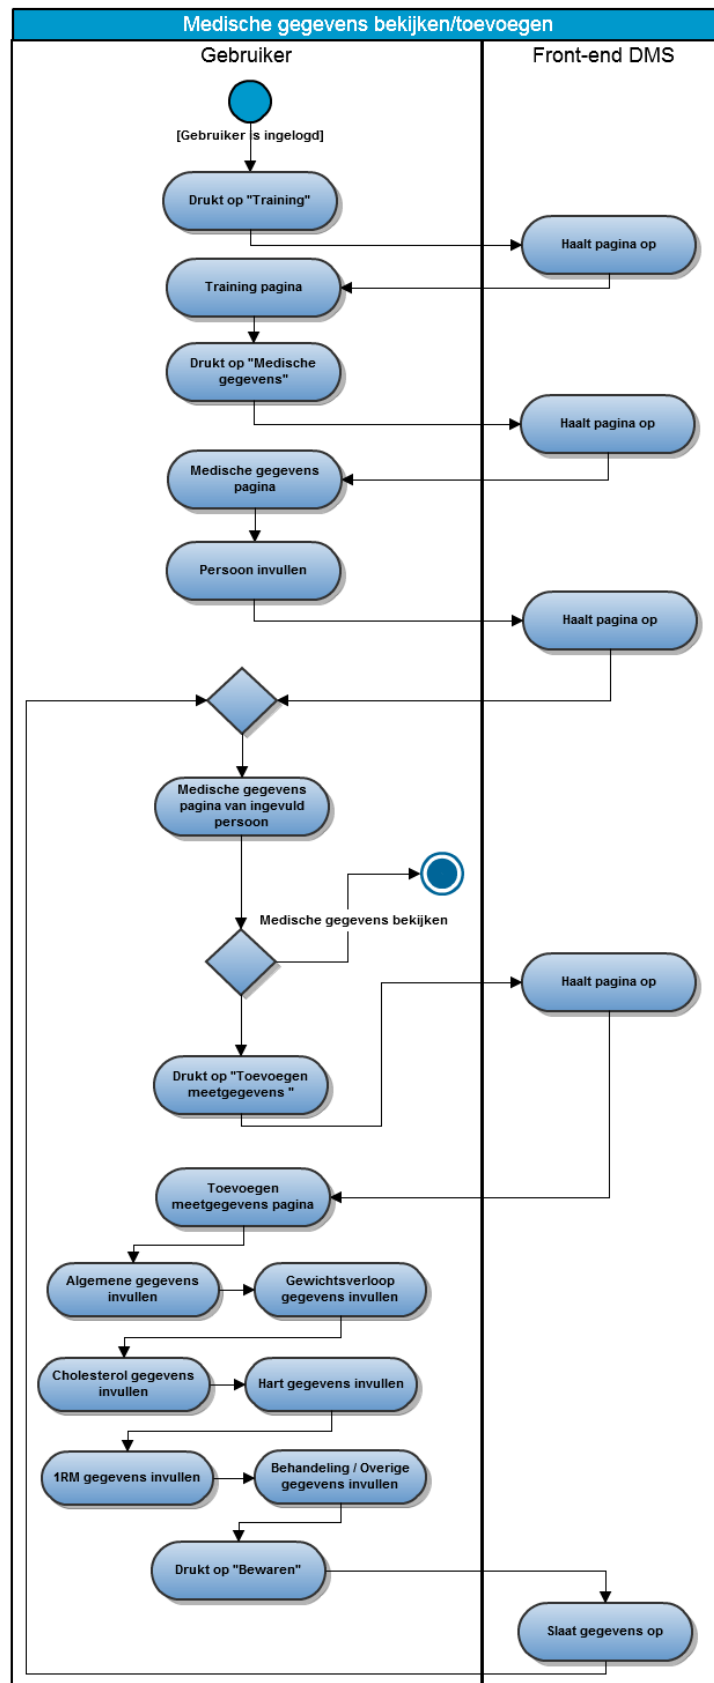 Medische gegevens bekijken/toevoegen
Gebruiker
Front-end DMS
[Gebruiker is ingelogd]
Drukt op "Training"
Haalt pagina op
Training pagina
Drukt op "Medische
gegevens"
Haalt pagina op
Medische gegevens
pagina
Persoon invullen
Haalt pagina op
Medische gegevens
pagina van ingevuld
persoon
Medische gegevens bekijken
Haalt pagina op
Drukt op "Toevoegen
meetgegevens "
Toevoegen
meetgegevens pagina
Algemene gegevens
invullen
Gewichtsverloop
gegevens invullen
Cholesterol gegevens
invullen
Hart gegevens invullen
1RM gegevens invullen
Behandeling / Overige
gegevens invullen
Drukt op "Bewaren"
Slaat gegevens op